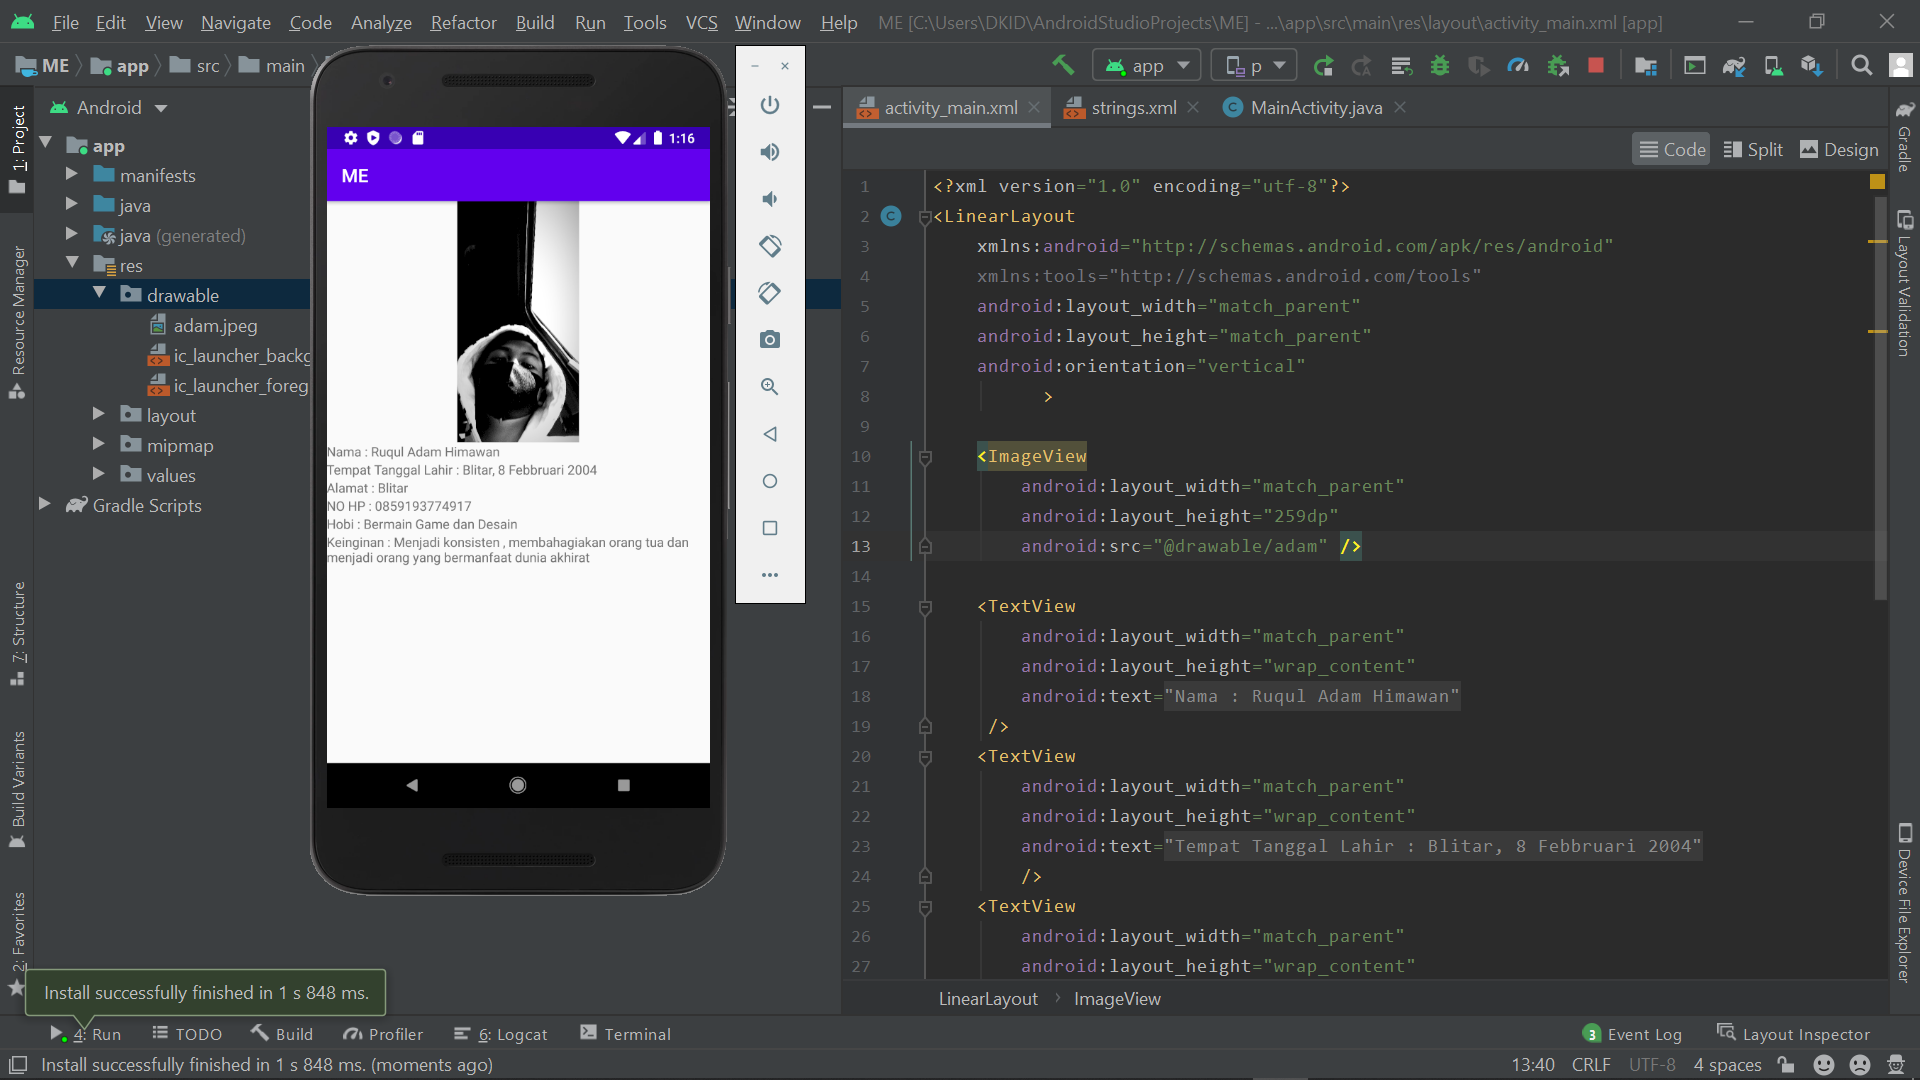 File Edit View Navigate Code Analyze Refactor Build Run Tools VCS Window Help ME [C:\Users\DKID\AndroidStudioProjects\ME] - ...\app\src\main\res\layout\activity_main.xml [app]
ME app src main app p
1: Project
Resource Manager
7: Structure
Build Variants
2: Favorites
Android
app
manifests
java
java (generated)
res
drawable
adam.jpeg
ic_launcher_backg
ic_launcher_foreg
layout
mipmap
values
Gradle Scripts
1:16
ME
Nama : Ruqul Adam Himawan
Tempat Tanggal Lahir : Blitar, 8 Febbruari 2004
Alamat : Blitar
NO HP : 0859193774917
Hobi : Bermain Game dan Desain
Keinginan : Menjadi konsisten , membahagiakan orang tua dan
menjadi orang yang bermanfaat dunia akhirat
activity_main.xml strings.xml MainActivity.java
Code Split Design
1 <?xml version="1.0" encoding="utf-8"?>
2 <LinearLayout
3 xmlns:android="http://schemas.android.com/apk/res/android"
4 xmlns:tools="http://schemas.android.com/tools"
5 android:layout_width="match_parent"
6 android:layout_height="match_parent"
7 android:orientation="vertical"
8 >
9
10 <ImageView
11 android:layout_width="match_parent"
12 android:layout_height="259dp"
13 android:src="@drawable/adam" />
14
15 <TextView
16 android:layout_width="match_parent"
17 android:layout_height="wrap_content"
18 android:text="Nama : Ruqul Adam Himawan"
19 />
20 <TextView
21 android:layout_width="match_parent"
22 android:layout_height="wrap_content"
23 android:text="Tempat Tanggal Lahir : Blitar, 8 Febbruari 2004"
24 />
25 <TextView
26 android:layout_width="match_parent"
27 android:layout_height="wrap_content"
LinearLayout ImageView
Gradle
Layout Validation
Device File Explorer
Install successfully finished in 1 s 848 ms.
4: Run TODO Build Profiler 6: Logcat Terminal 3 Event Log Layout Inspector
Install successfully finished in 1 s 848 ms. (moments ago) 13:40 CRLF UTF-8 4 spaces